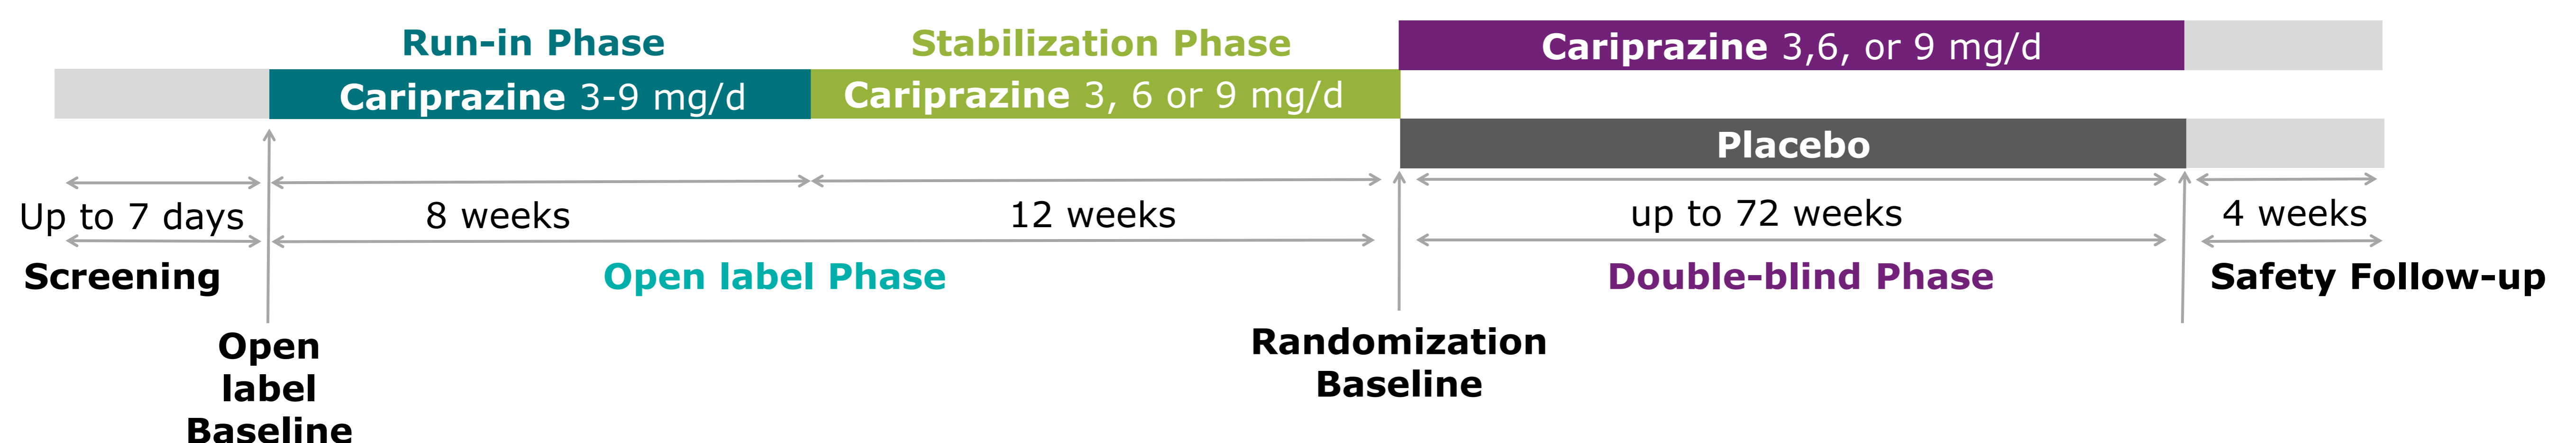 Run-in Phase
Stabilization Phase
Cariprazine 3,6, or 9 mg/d
Cariprazine 3-9 mg/d
Cariprazine 3, 6 or 9 mg/d
Placebo
Up to 7 days
8 weeks
12 weeks
up to 72 weeks
4 weeks
Screening
Open label Phase
Double-blind Phase
Safety Follow-up
Open
label
Baseline
Randomization
Baseline